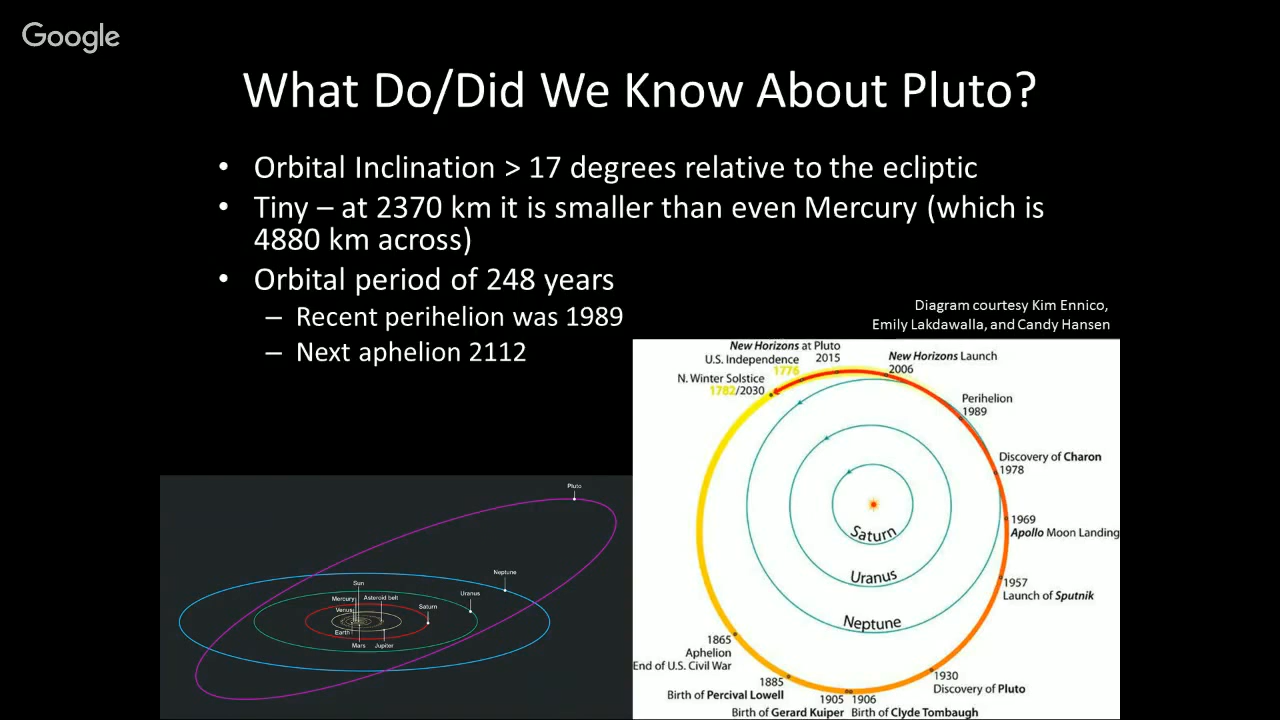 Google
What Do/Did We Know About Pluto?
• Orbital Inclination > 17 degrees relative to the ecliptic
• Tiny – at 2370 km it is smaller than even Mercury (which is
4880 km across)
• Orbital period of 248 years
– Recent perihelion was 1989
– Next aphelion 2112
Diagram courtesy Kim Ennico,
Emily Lakdawalla, and Candy Hansen
New Horizons at Pluto
2015
U.S. Independence
1776
N. Winter Solstice
1782/2030
New Horizons Launch
2006
Perihelion
1989
Discovery of Charon
1978
1969
Apollo Moon Landing
1957
Launch of Sputnik
1930
Discovery of Pluto
1906
Birth of Clyde Tombaugh
1905
Birth of Gerard Kuiper
1885
Birth of Percival Lowell
1865
Aphelion
End of U.S. Civil War
Saturn
Uranus
Neptune
Pluto
Neptune
Uranus
Saturn
Sun
Mercury
Asteroid belt
Venus
Earth
Mars
Jupiter